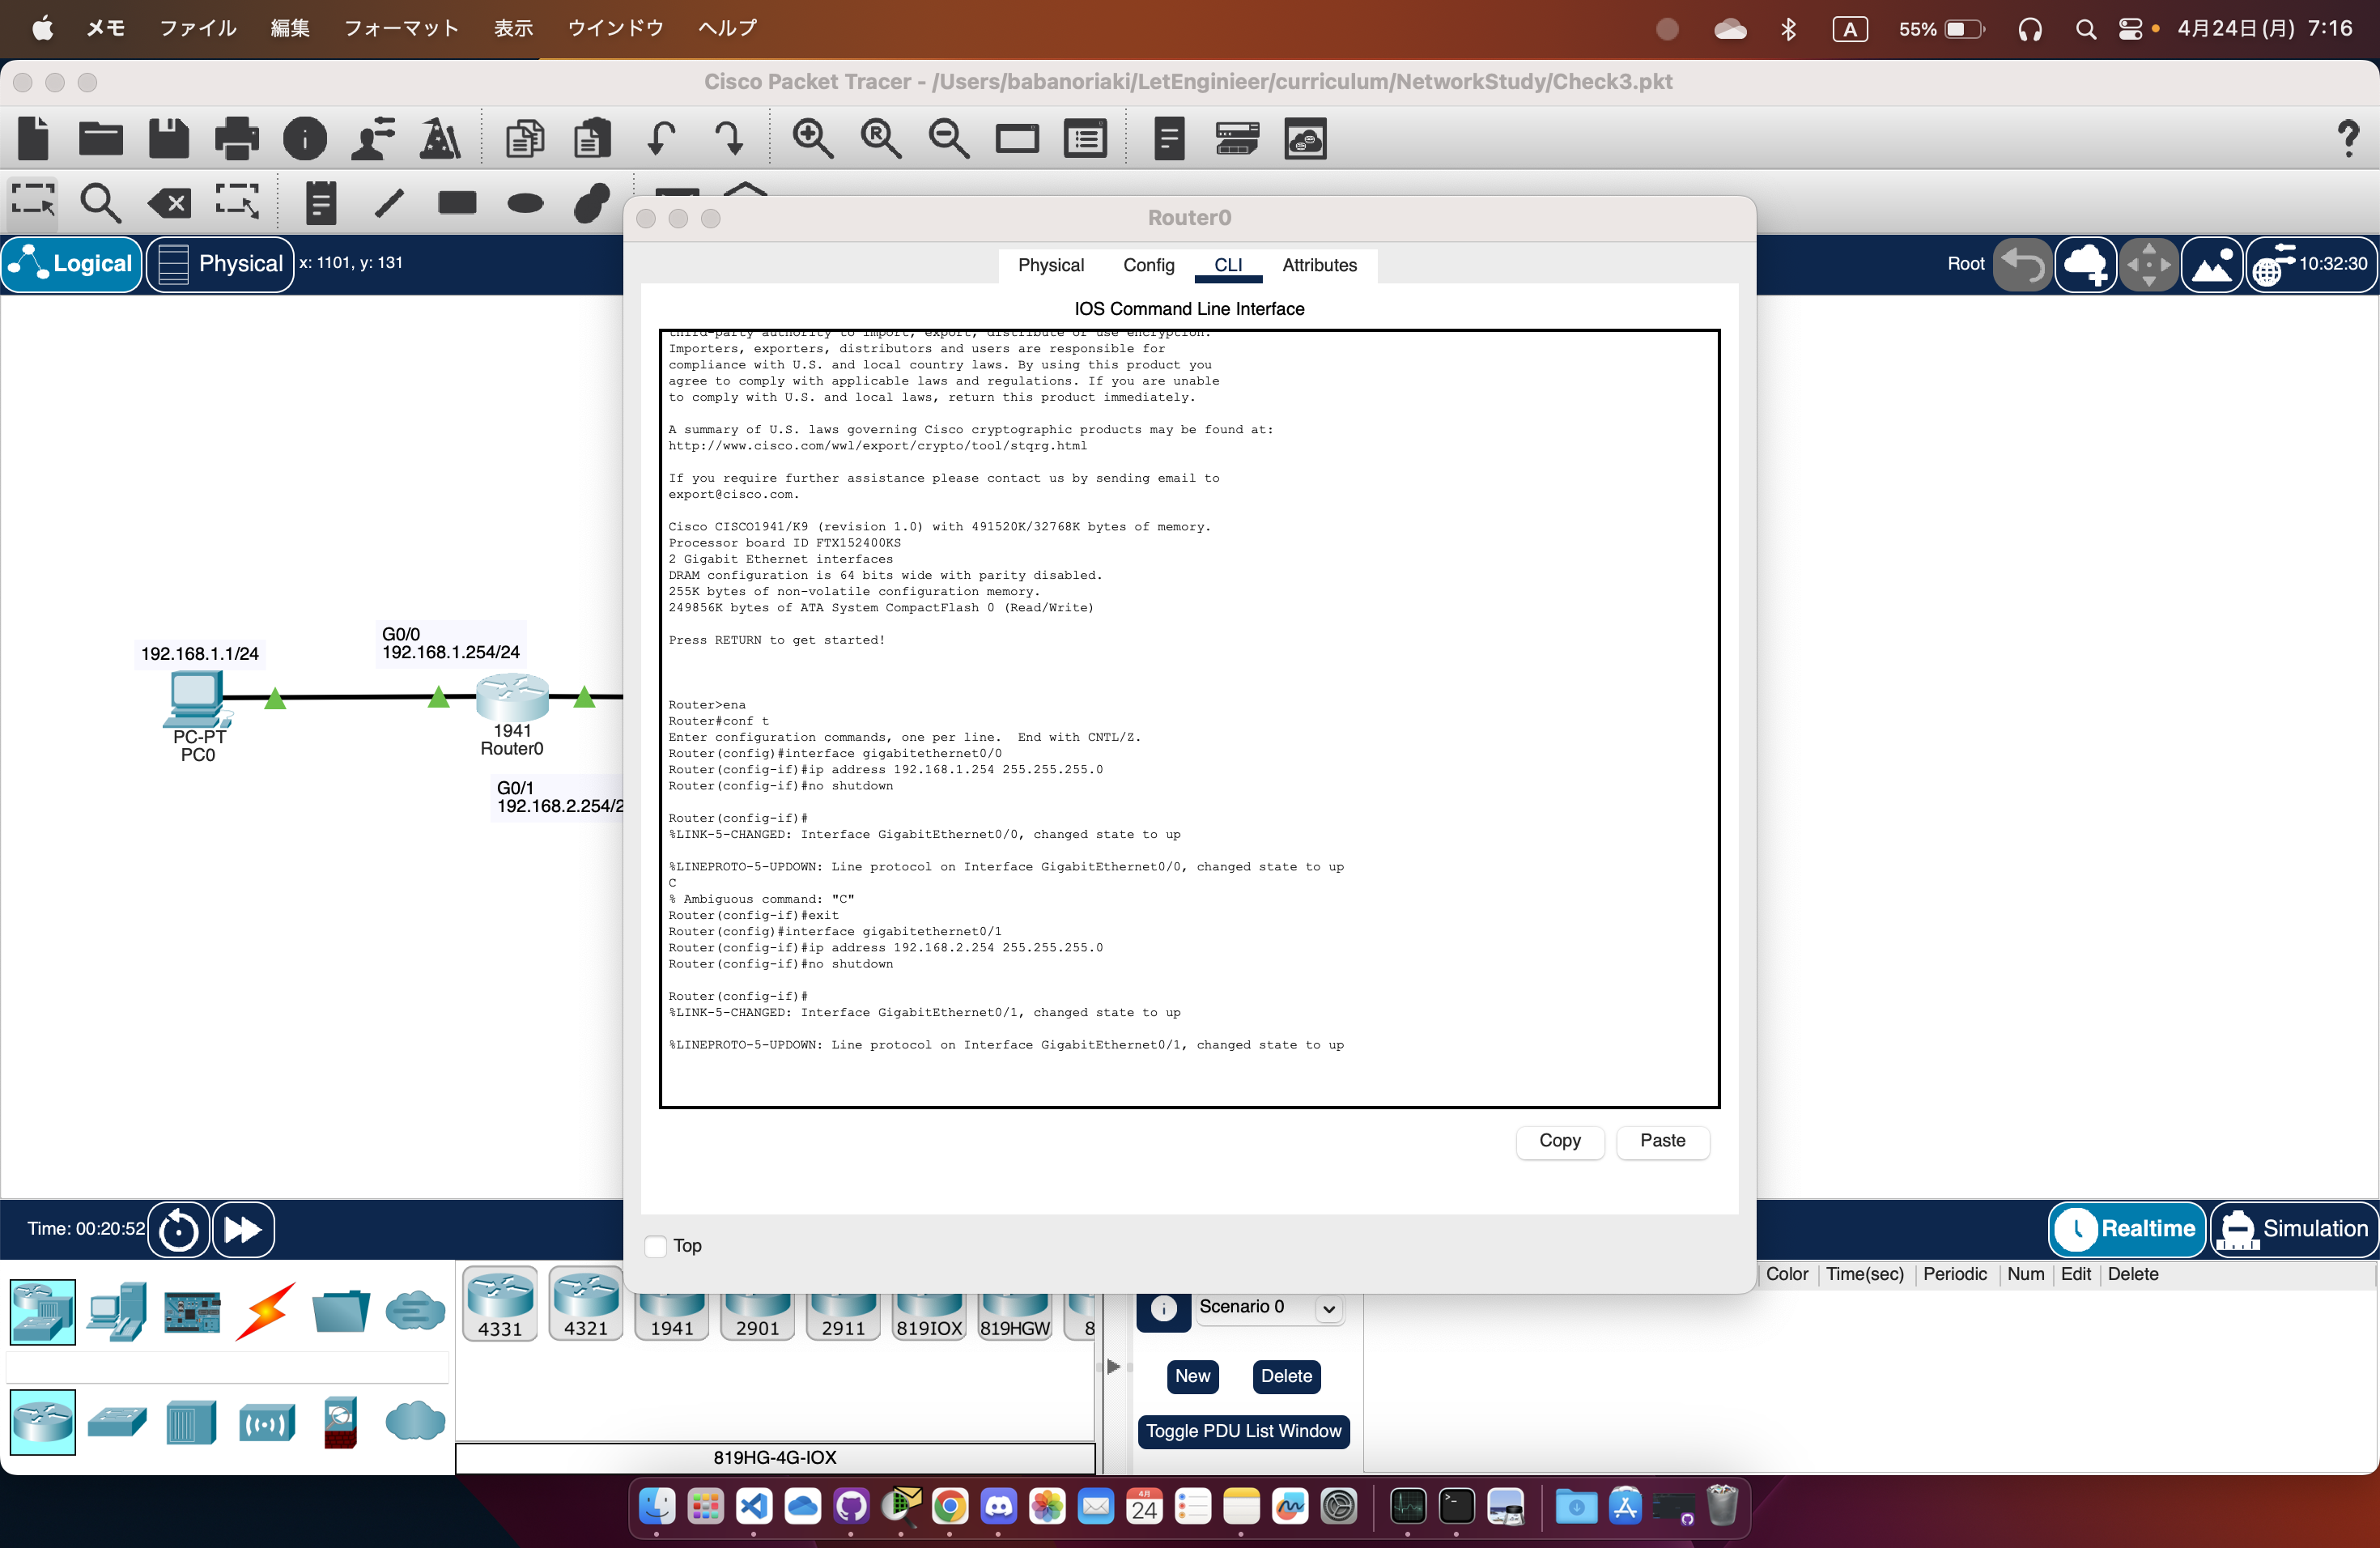 メモ ファイル 編集 フォーマット 表示 ウインドウ ヘルプ A 55% 4月24日(月) 7:16
Cisco Packet Tracer - /Users/babanoriaki/LetEnginieer/curriculum/NetworkStudy/Check3.pkt
Router0
Logical Physical x: 1101, y: 131
Root 10:32:30
Physical Config CLI Attributes
IOS Command Line Interface
third-party authority to import, export, distribute or use encryption.
Importers, exporters, distributors and users are responsible for
compliance with U.S. and local country laws. By using this product you
agree to comply with applicable laws and regulations. If you are unable
to comply with U.S. and local laws, return this product immediately.
A summary of U.S. laws governing Cisco cryptographic products may be found at:
http://www.cisco.com/wwl/export/crypto/tool/stqrg.html
If you require further assistance please contact us by sending email to
export@cisco.com.
Cisco CISCO1941/K9 (revision 1.0) with 491520K/32768K bytes of memory.
Processor board ID FTX152400KS
2 Gigabit Ethernet interfaces
DRAM configuration is 64 bits wide with parity disabled.
255K bytes of non-volatile configuration memory.
249856K bytes of ATA System CompactFlash 0 (Read/Write)
Press RETURN to get started!
Router>ena
Router#conf t
Enter configuration commands, one per line.  End with CNTL/Z.
Router(config)#interface gigabitethernet0/0
Router(config-if)#ip address 192.168.1.254 255.255.255.0
Router(config-if)#no shutdown
Router(config-if)#
%LINK-5-CHANGED: Interface GigabitEthernet0/0, changed state to up
%LINEPROTO-5-UPDOWN: Line protocol on Interface GigabitEthernet0/0, changed state to up
C
% Ambiguous command: "C"
Router(config-if)#exit
Router(config)#interface gigabitethernet0/1
Router(config-if)#ip address 192.168.2.254 255.255.255.0
Router(config-if)#no shutdown
Router(config-if)#
%LINK-5-CHANGED: Interface GigabitEthernet0/1, changed state to up
%LINEPROTO-5-UPDOWN: Line protocol on Interface GigabitEthernet0/1, changed state to up
Copy Paste
Top
192.168.1.1/24
PC-PT
PC0
G0/0
192.168.1.254/24
1941
Router0
G0/1
192.168.2.254/2
Time: 00:20:52
Realtime Simulation
4331 4321 1941 2901 2911 819IOX 819HGW 8
819HG-4G-IOX
Scenario 0
New Delete
Toggle PDU List Window
Color Time(sec) Periodic Num Edit Delete
4月
24